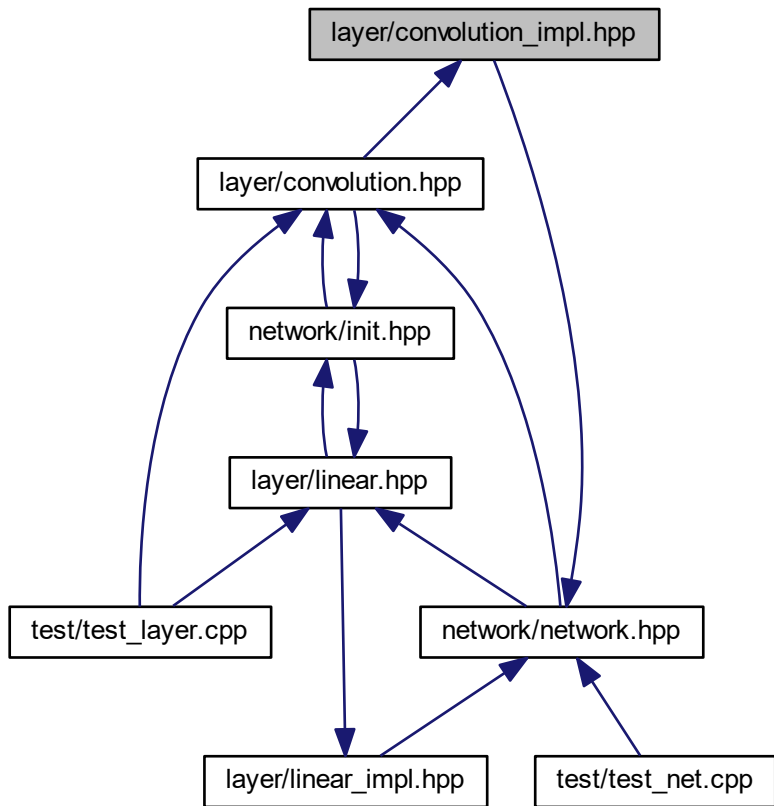 layer/convolution_impl.hpp
layer/convolution.hpp
network/init.hpp
layer/linear.hpp
test/test_layer.cpp
network/network.hpp
layer/linear_impl.hpp
test/test_net.cpp